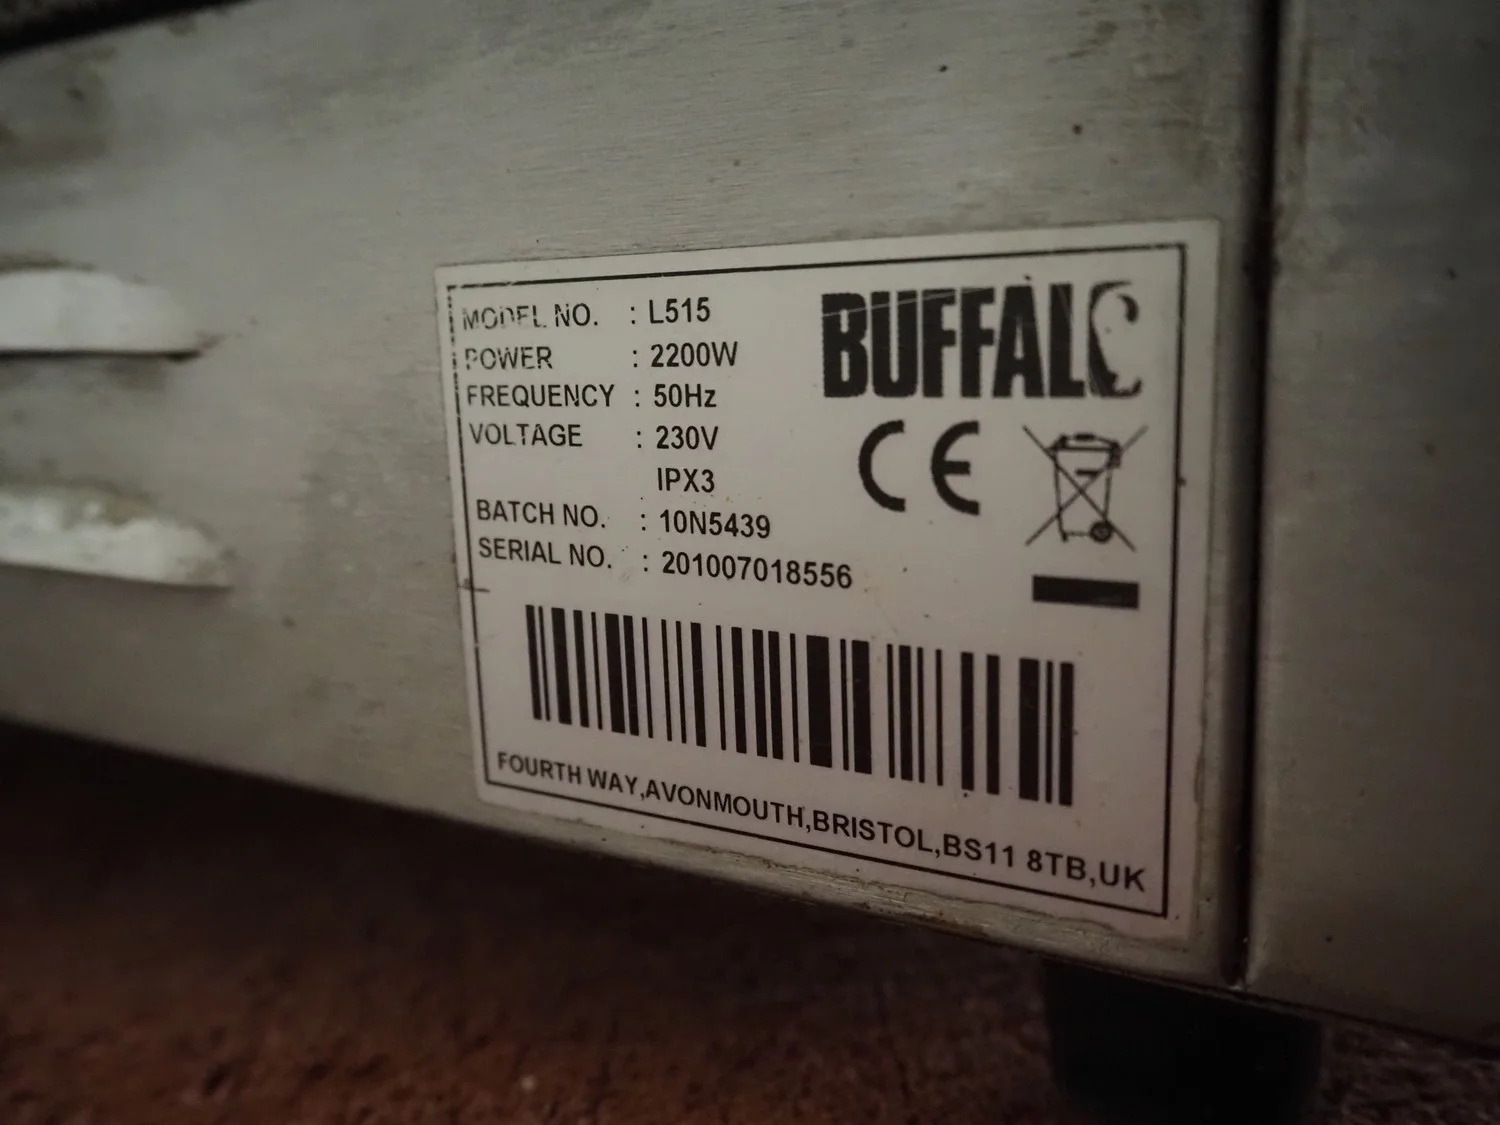 MODEL NO. : L515
POWER : 2200W
FREQUENCY : 50Hz
VOLTAGE : 230V
IPX3
BATCH NO. : 10N5439
SERIAL NO. : 201007018556
BUFFALO
CE
FOURTH WAY,AVONMOUTH,BRISTOL,BS11 8TB,UK